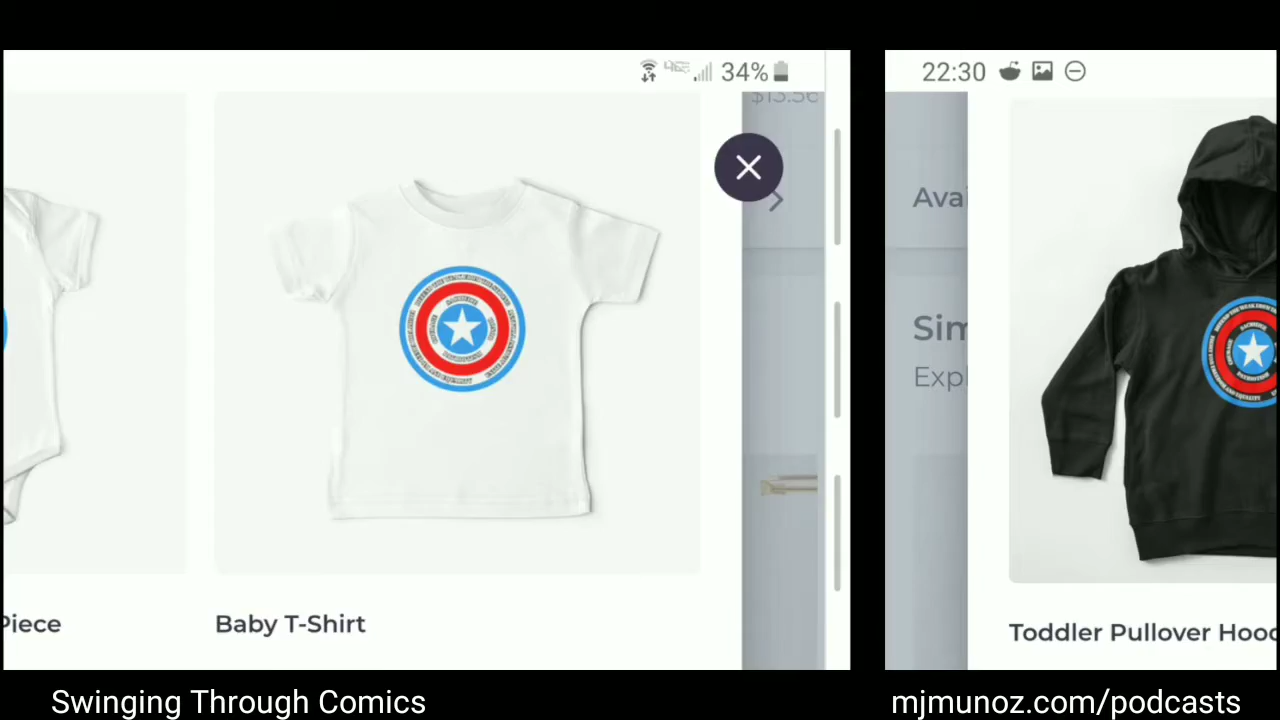 34%
$13.56
22:30
Avai
Sim
Expl
Piece
Baby T-Shirt
Toddler Pullover Hood
Swinging Through Comics
mjmunoz.com/podcasts